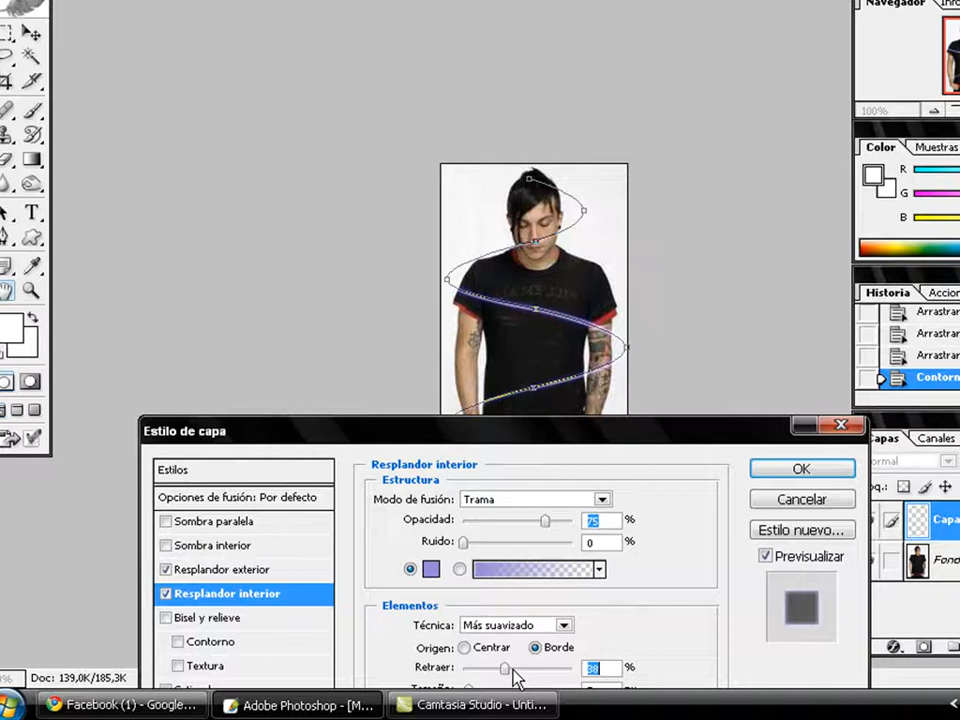 Navegador
Info
100%
Color
Muestras
R
G
B
Historia
Accion
Arrastrar
Arrastrar
Arrastrar
Contorn
Capas
Canales
Capa
Fondo
Doc: 139,0K/185,3K
Estilo de capa
Estilos
Opciones de fusión: Por defecto
Sombra paralela
Sombra interior
Resplandor exterior
Resplandor interior
Bisel y relieve
Contorno
Textura
Resplandor interior
Estructura
Modo de fusión: Trama
Opacidad: 75 %
Ruido: 0 %
Elementos
Técnica: Más suavizado
Origen: Centrar Borde
Retraer: 38 %
OK
Cancelar
Estilo nuevo...
Previsualizar
Facebook (1) - Google...
Adobe Photoshop - [M...
Camtasia Studio - Unti...